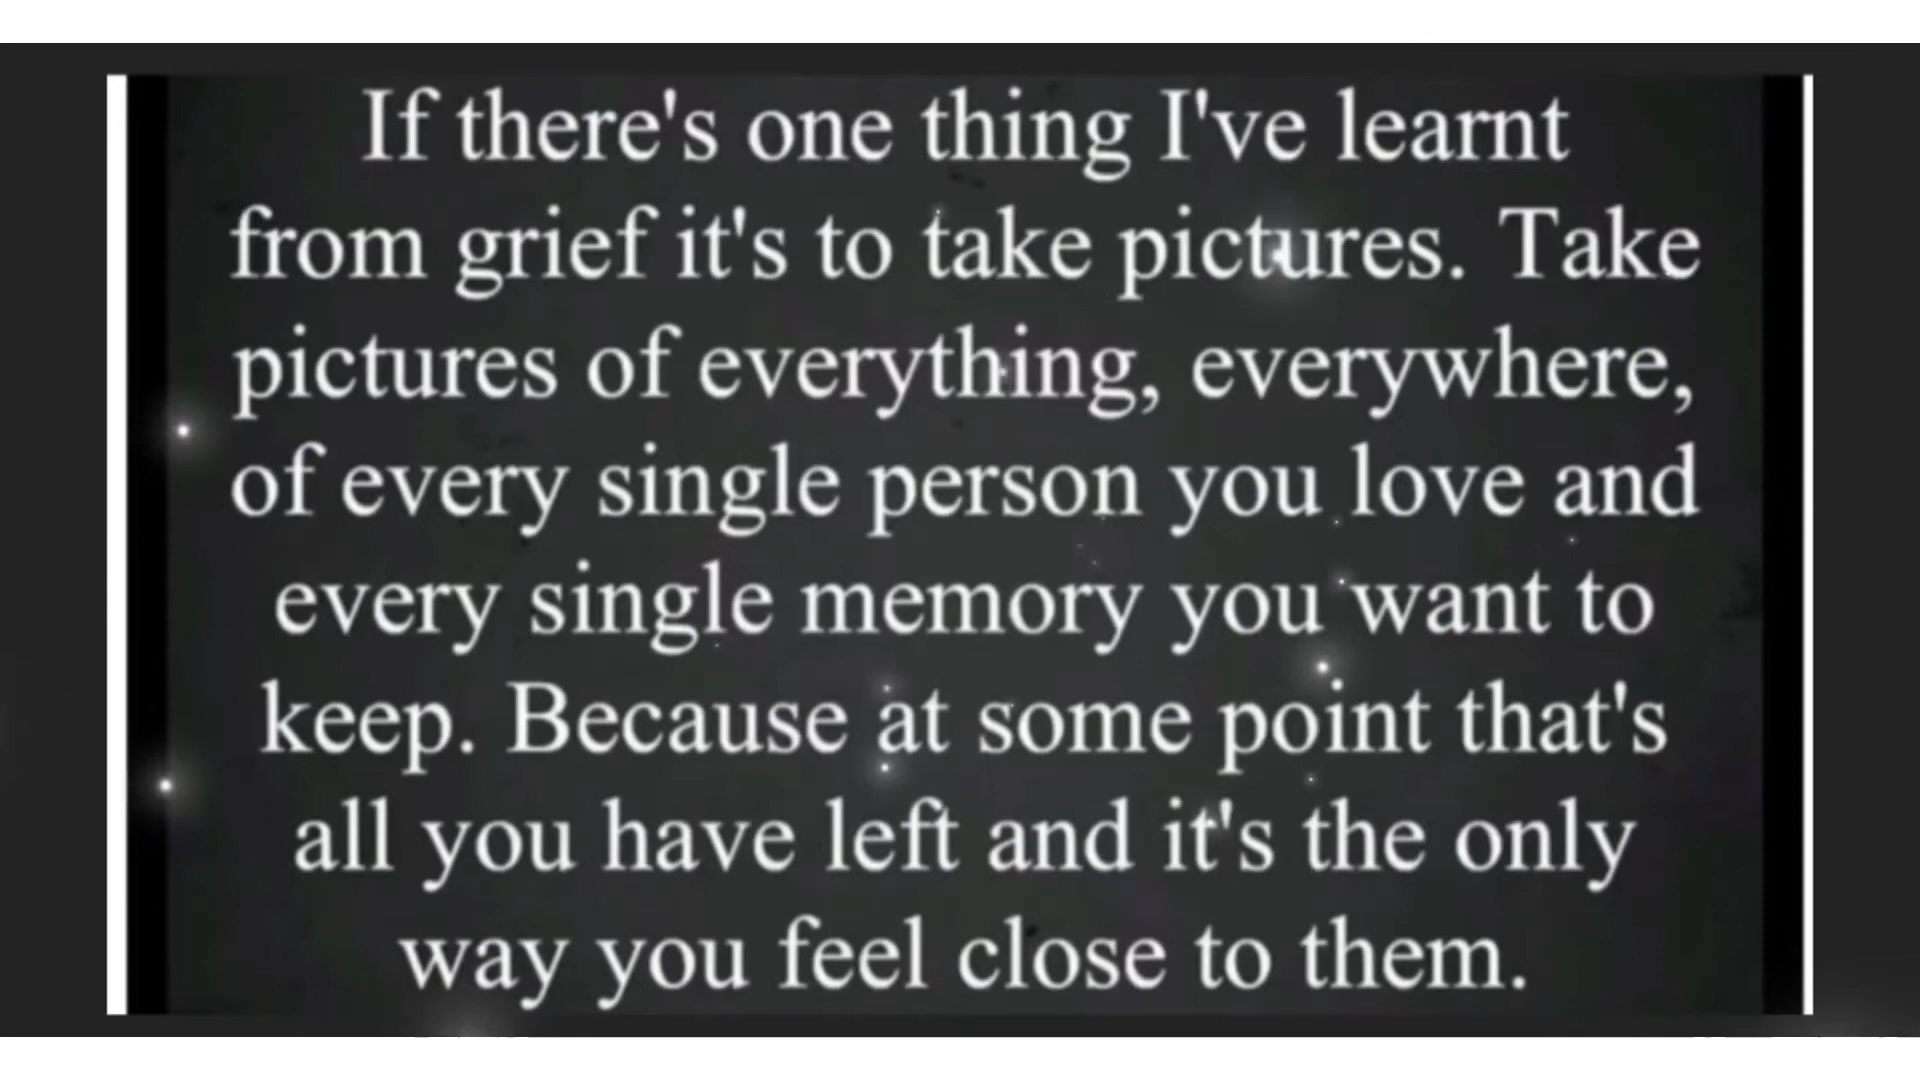 If there's one thing I've learnt
from grief it's to take pictures. Take
pictures of everything, everywhere,
of every single person you love and
every single memory you want to
keep. Because at some point that's
all you have left and it's the only
way you feel close to them.